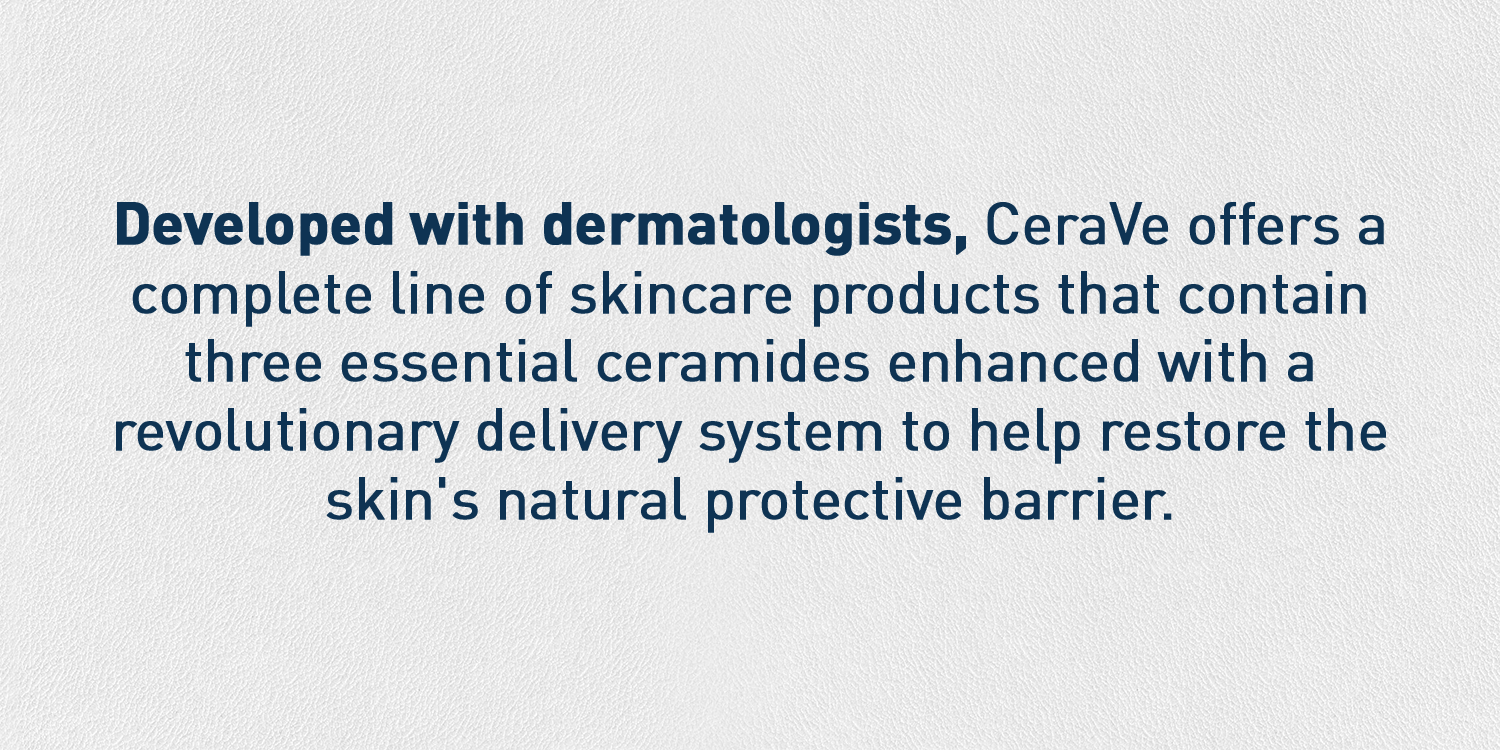 Developed with dermatologists, CeraVe offers a
complete line of skincare products that contain
three essential ceramides enhanced with a
revolutionary delivery system to help restore the
skin's natural protective barrier.